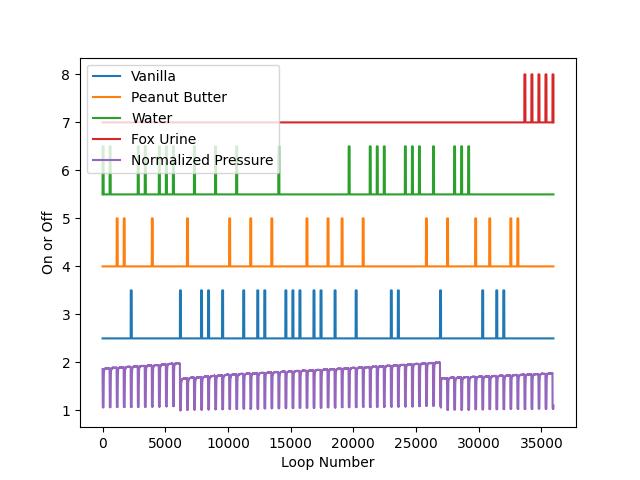 Vanilla
Peanut Butter
Water
Fox Urine
Normalized Pressure
On or Off
8
7
6
5
4
3
2
1
0 5000 10000 15000 20000 25000 30000 35000
Loop Number